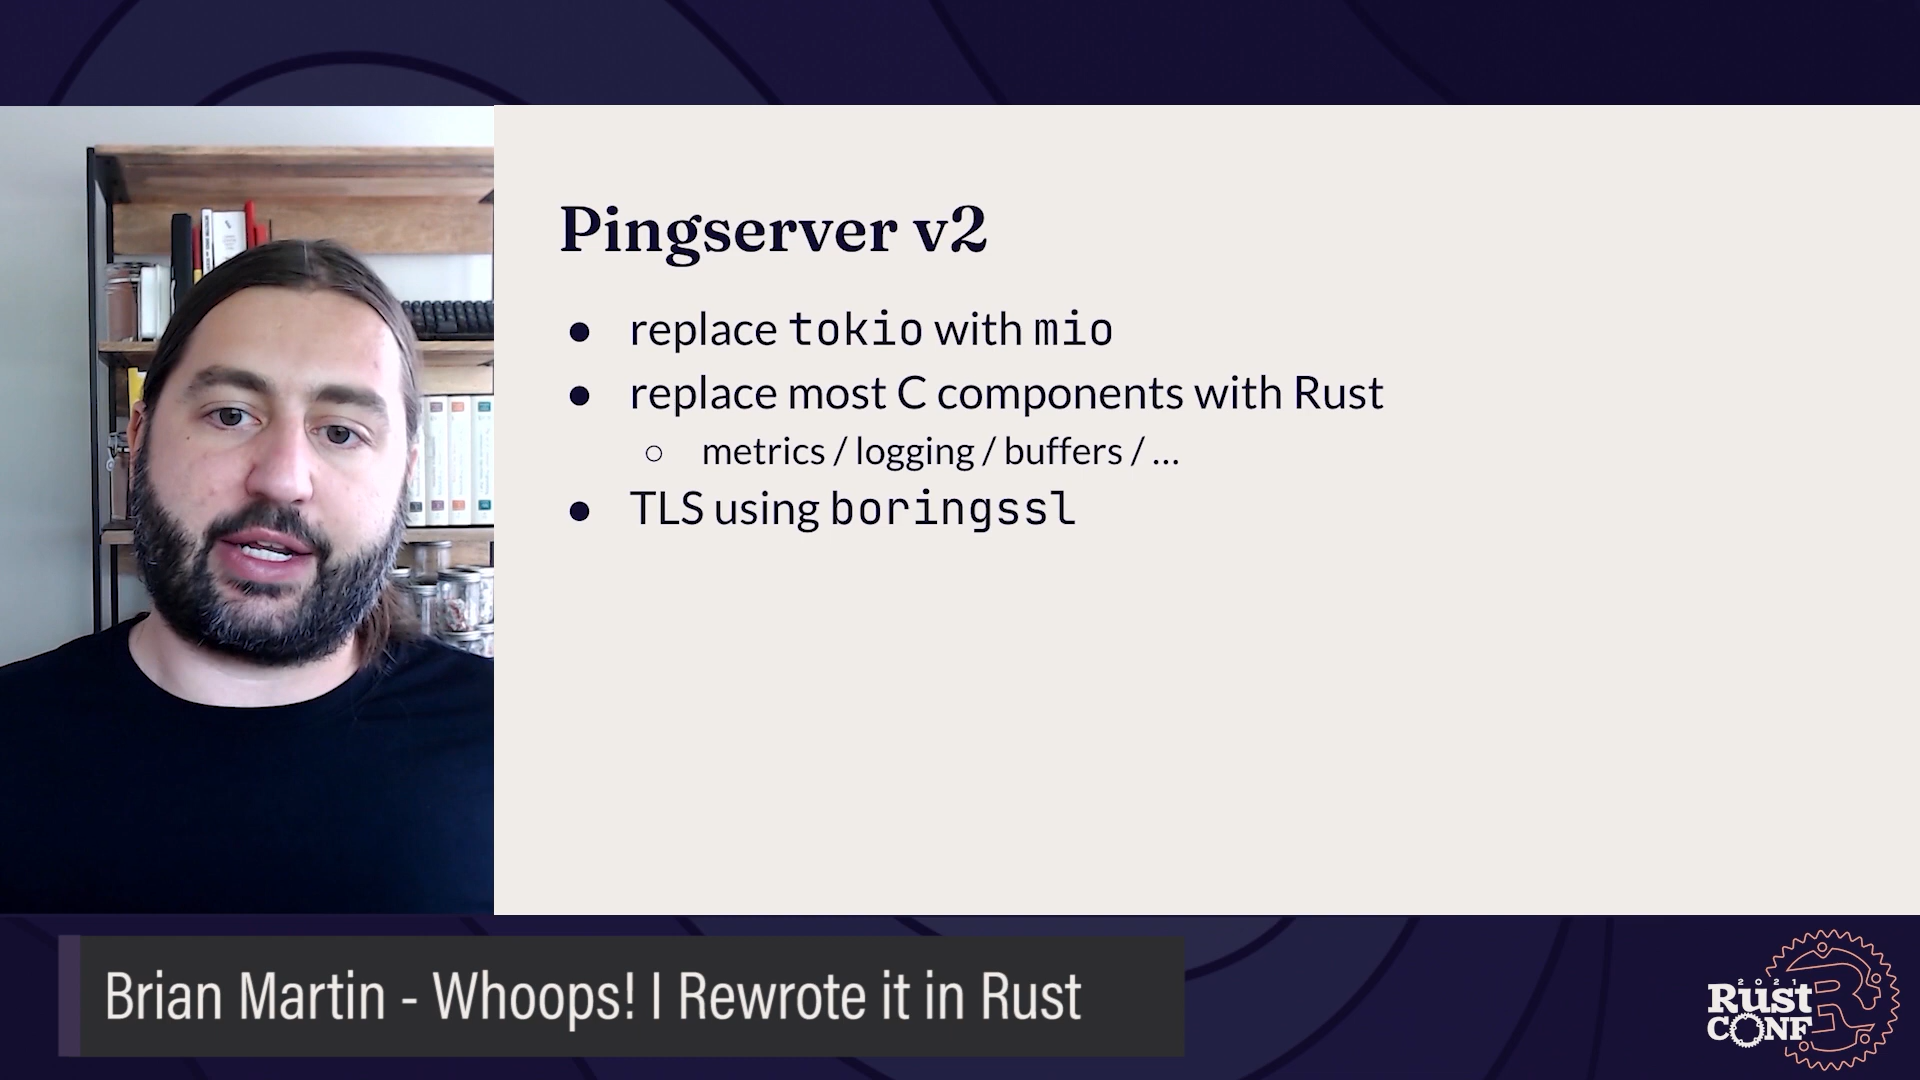 Pingserver v2
● replace tokio with mio
● replace most C components with Rust
○ metrics / logging / buffers / ...
● TLS using boringssl
Brian Martin - Whoops! I Rewrote it in Rust
2021
Rust
CONF
R